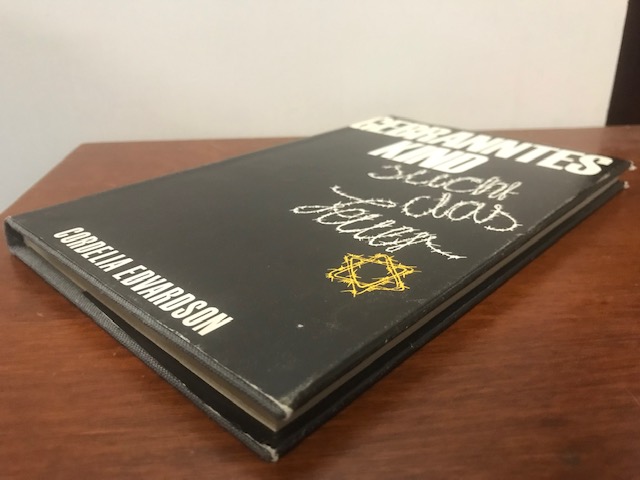 GEBRANNTES
KIND
sucht
das
Feuer
CORDELIA EDVARDSON